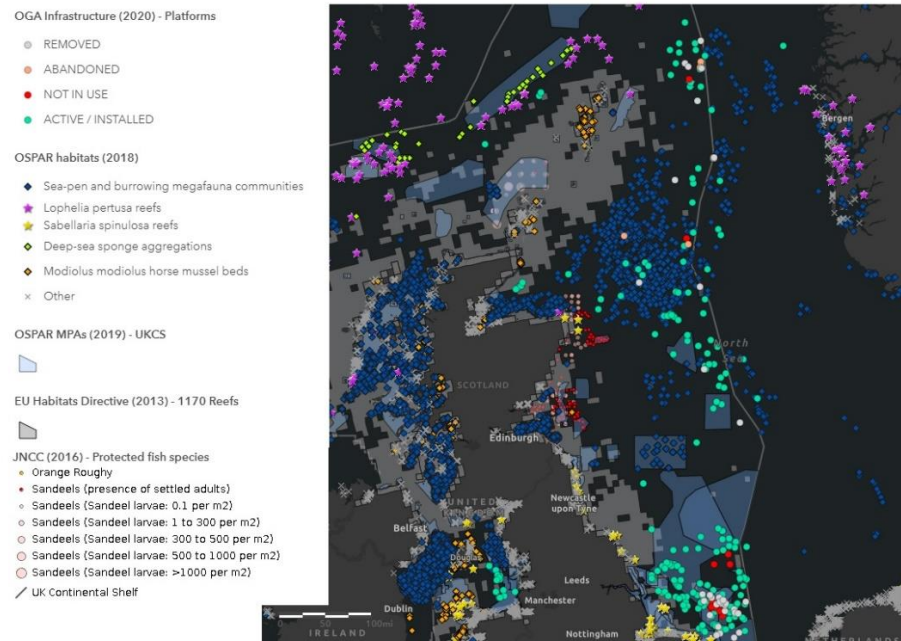 OGA Infrastructure (2020) - Platforms
REMOVED
ABANDONED
NOT IN USE
ACTIVE / INSTALLED
OSPAR habitats (2018)
Sea-pen and burrowing megafauna communities
Lophelia pertusa reefs
Sabellaria spinulosa reefs
Deep-sea sponge aggregations
Modiolus modiolus horse mussel beds
Other
OSPAR MPAs (2019) - UKCS
EU Habitats Directive (2013) - 1170 Reefs
JNCC (2016) - Protected fish species
Orange Roughy
Sandeels (presence of settled adults)
Sandeels (Sandeel larvae: 0.1 per m2)
Sandeels (Sandeel larvae: 1 to 300 per m2)
Sandeels (Sandeel larvae: 300 to 500 per m2)
Sandeels (Sandeel larvae: 500 to 1000 per m2)
Sandeels (Sandeel larvae: >1000 per m2)
UK Continental Shelf
Bergen
North
SCOTLAND
Edinburgh
Newcastle
upon Tyne
UNITED
Belfast
Douglas
Leeds
Dublin
Manchester
50
100mi
IRELAND
Nottingham